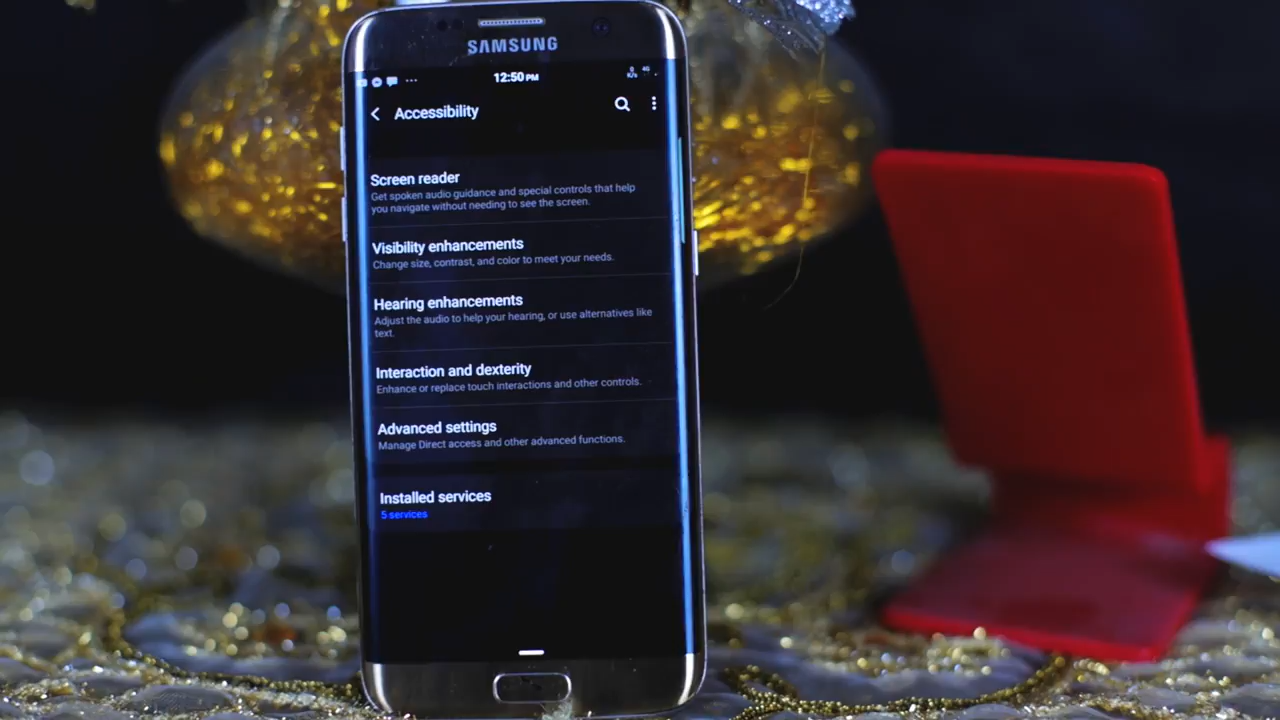 SAMSUNG
12:50 PM
0
K/s
4G
Accessibility
Screen reader
Get spoken audio guidance and special controls that help
you navigate without needing to see the screen.
Visibility enhancements
Change size, contrast, and color to meet your needs.
Hearing enhancements
Adjust the audio to help your hearing, or use alternatives like
text.
Interaction and dexterity
Enhance or replace touch interactions and other controls.
Advanced settings
Manage Direct access and other advanced functions.
Installed services
5 services